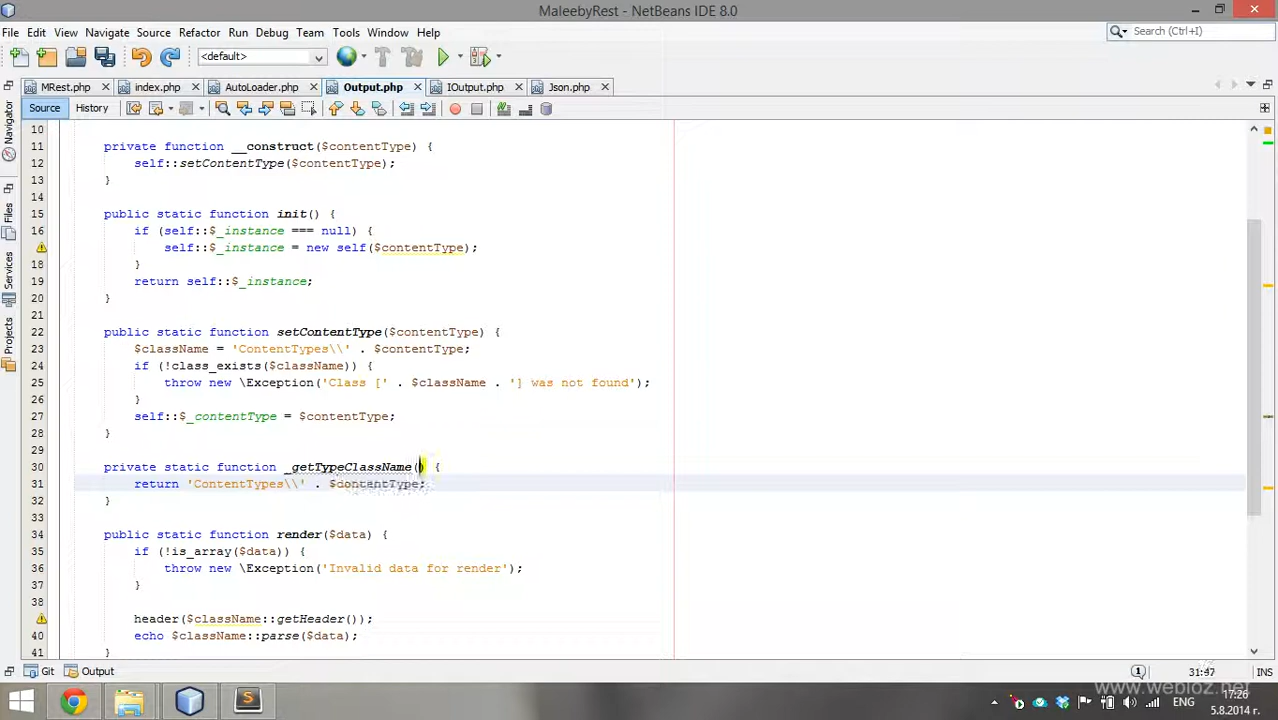 MaleebyRest - NetBeans IDE 8.0
File Edit View Navigate Source Refactor Run Debug Team Tools Window Help
Search (Ctrl+I)
<default>
MRest.php index.php AutoLoader.php Output.php IOutput.php Json.php
Source History
Navigator
Files
Services
Projects
10
11 private function __construct($contentType) {
12 self::setContentType($contentType);
13 }
14
15 public static function init() {
16 if (self::$_instance === null) {
self::$_instance = new self($contentType);
18 }
19 return self::$_instance;
20 }
21
22 public static function setContentType($contentType) {
23 $className = 'ContentTypes\\' . $contentType;
24 if (!class_exists($className)) {
25 throw new \Exception('Class [' . $className . '] was not found');
26 }
27 self::$_contentType = $contentType;
28 }
29
30 private static function _getTypeClassName() {
31 return 'ContentTypes\\' . $contentType;
32 }
33
34 public static function render($data) {
35 if (!is_array($data)) {
36 throw new \Exception('Invalid data for render');
37 }
38
header($className::getHeader());
40 echo $className::parse($data);
41 }
Git Output
1 31:47 INS
www.webloz.net
ENG 17:26
5.8.2014 г.